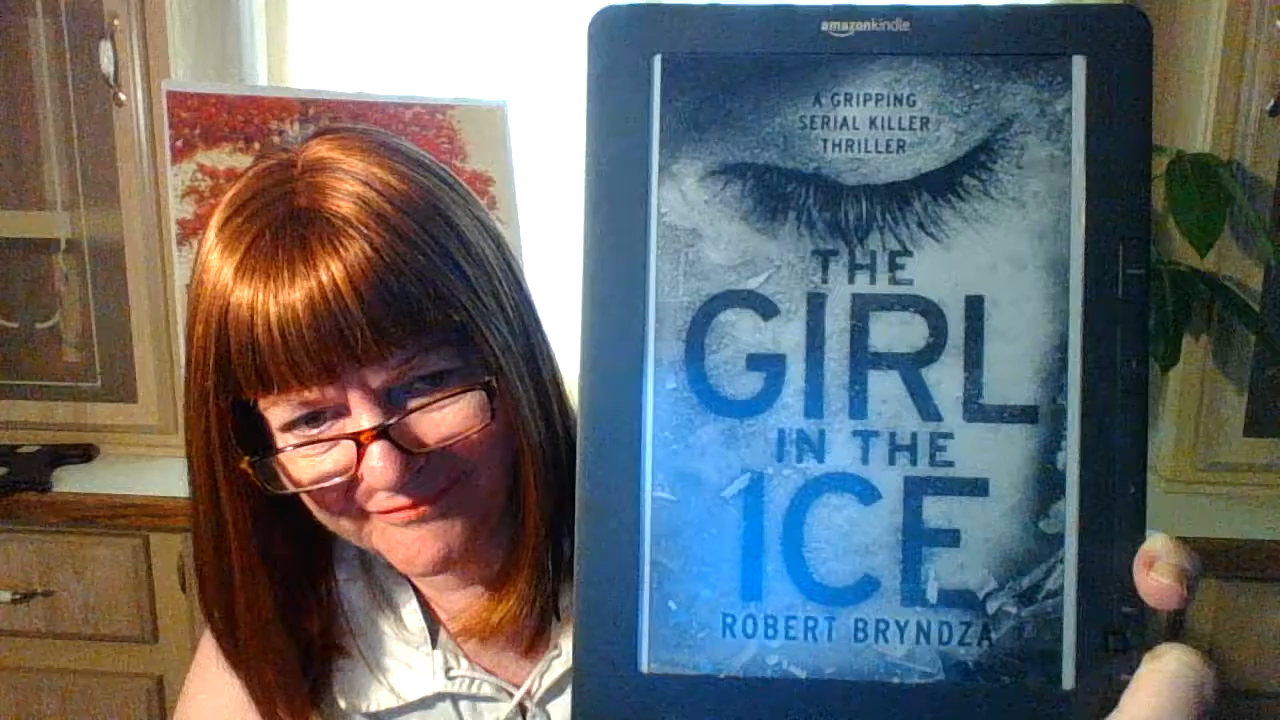 amazonkindle
A GRIPPING
SERIAL KILLER
THRILLER
THE
GIRL
IN THE
ICE
ROBERT BRYNDZA